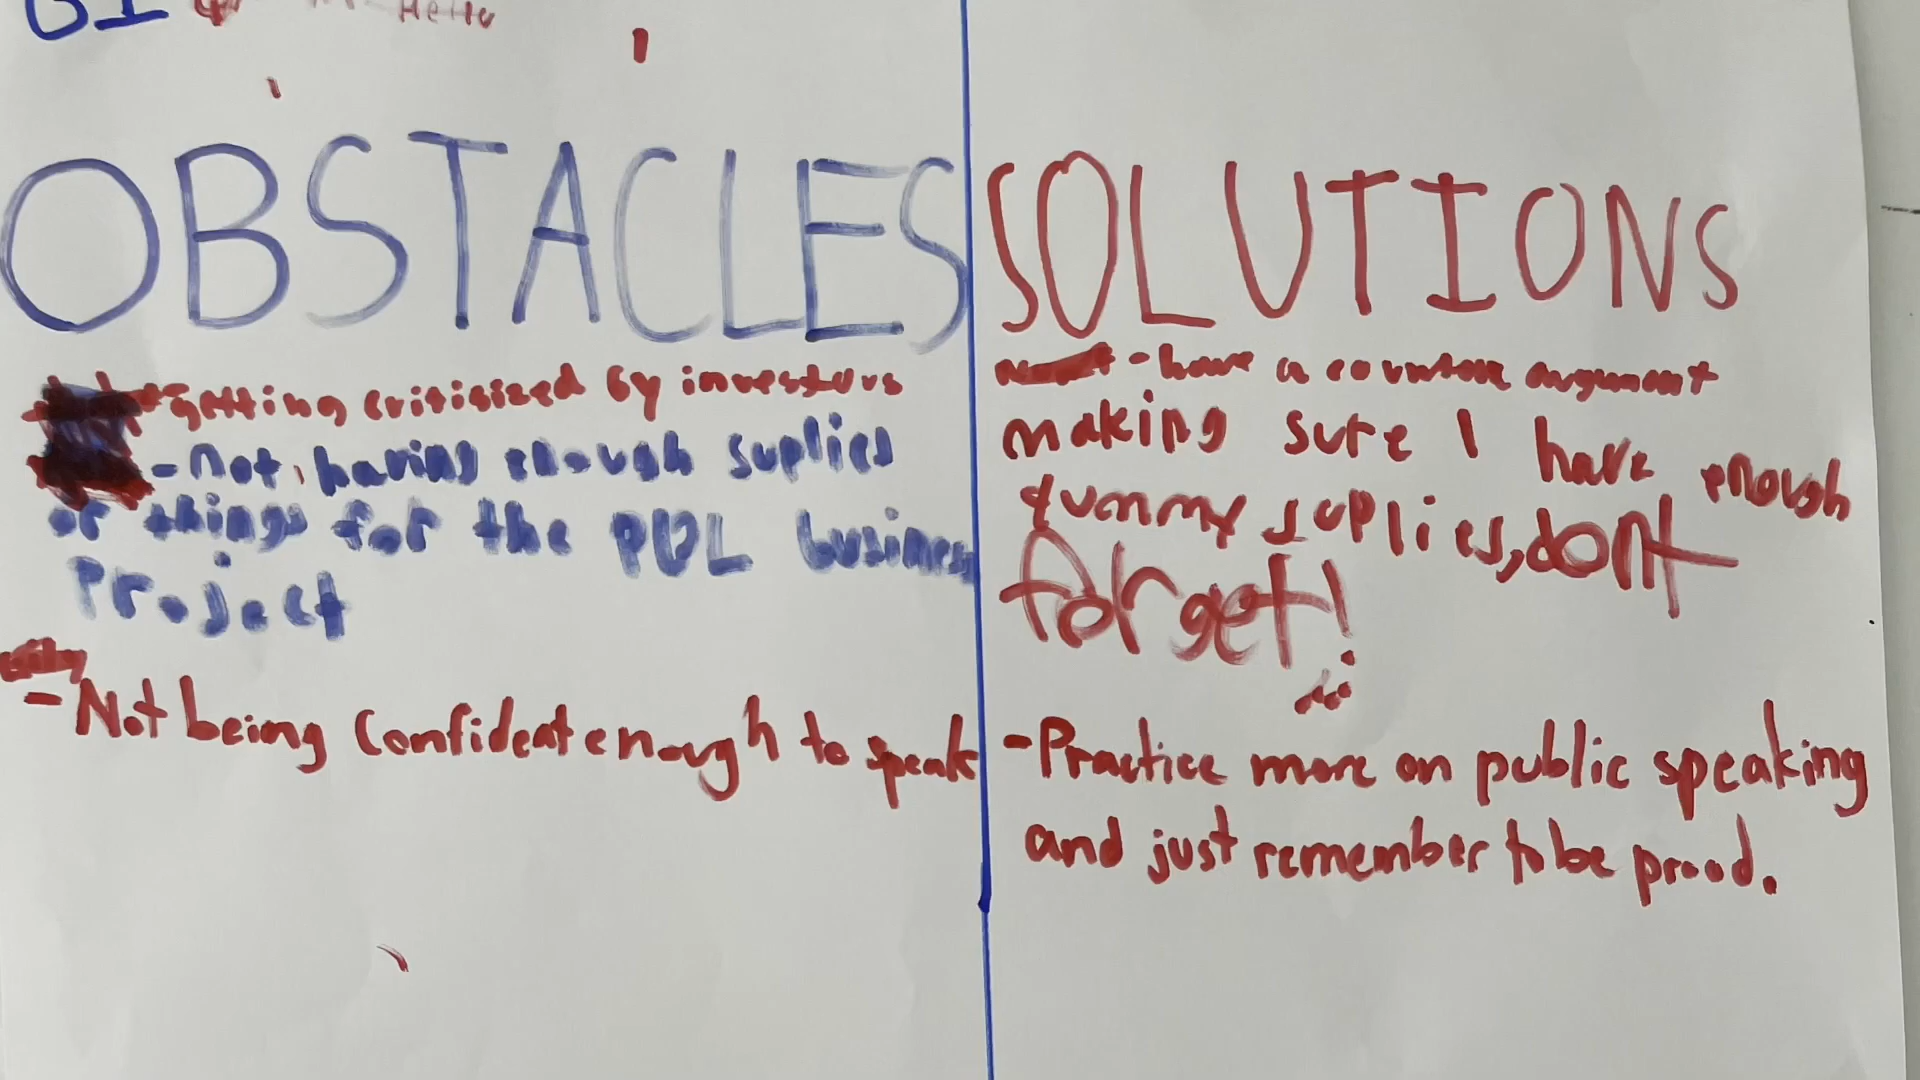 Hello
OBSTACLES
-getting critisized by investors
-not, having enough suplies
or things for the PDL business
Project
-Not being confident enough to speak
SOLUTIONS
-have a counter argument
making sure I have enough
yummy suplies, dont
forget!
-Practice more on public speaking
and just remember to be proud.